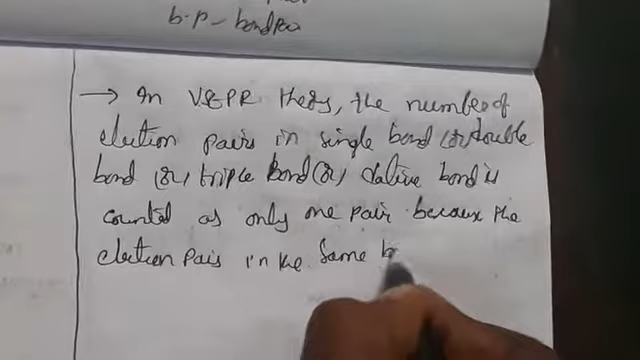 b.p - bond pair
→ In VSEPR theory, the number of
electron pairs in single bond (or) double
bond (or) triple bond (or) dative bond is
counted as only one pair because the
electron pairs in the same b